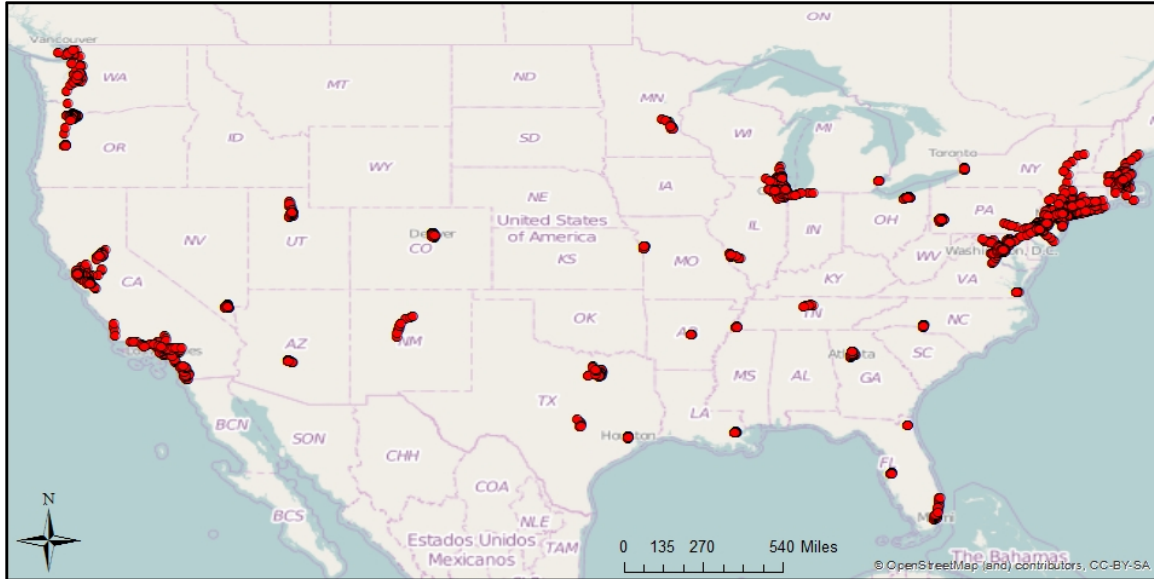 ON
Vancouver
WA
MT
ND
MN
OR
ID
SD
WI
MI
Toronto
NY
WY
IA
NE
PA
NV
UT
Denver
CO
United States
of America
IL
IN
OH
Washington, D.C.
CA
KS
MO
WV
VA
KY
Los Angeles
AZ
NM
OK
TN
NC
Atlanta
SC
MS
AL
GA
TX
LA
Houston
BCN
SON
CHH
COA
FL
BCS
NLE
Miami
Estados Unidos
Mexicanos
TAM
The Bahamas
N
0 135 270 540 Miles
© OpenStreetMap (and) contributors, CC-BY-SA